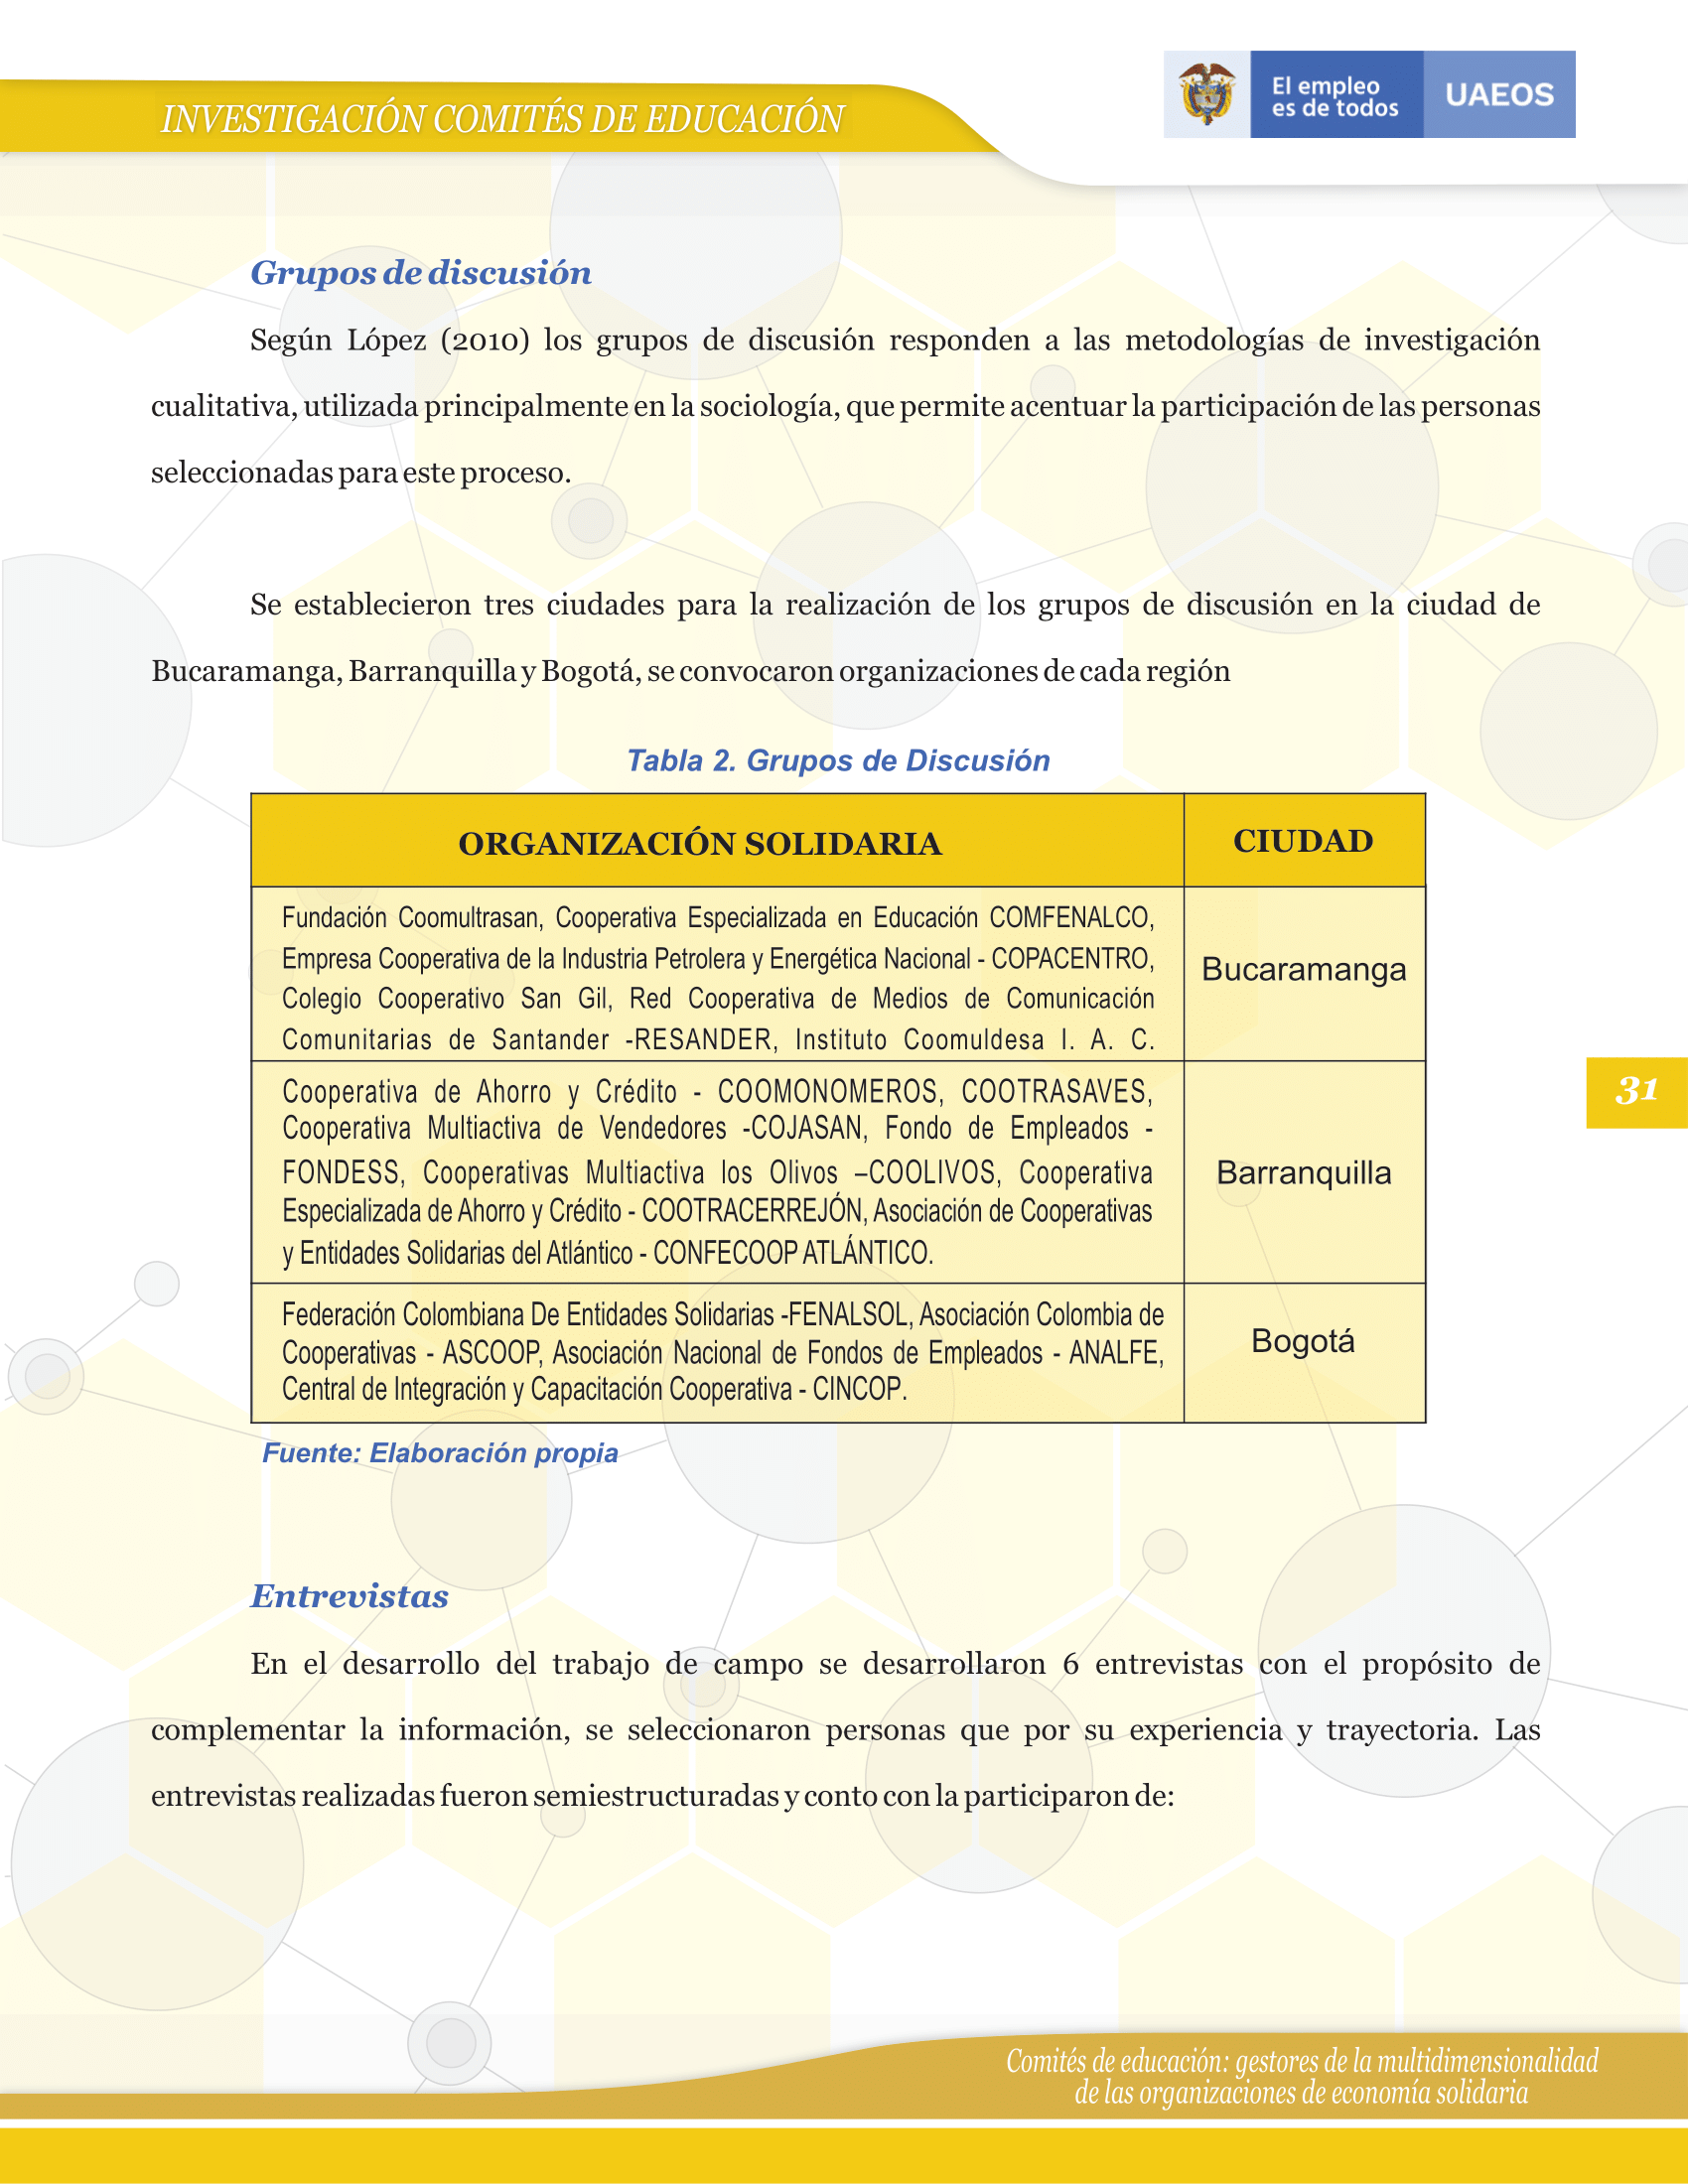 INVESTIGACIÓN COMITÉS DE EDUCACIÓN
El empleo
es de todos
UAEOS
Grupos de discusión
Según López (2010) los grupos de discusión responden a las metodologías de investigación
cualitativa, utilizada principalmente en la sociología, que permite acentuar la participación de las personas
seleccionadas para este proceso.
Se establecieron tres ciudades para la realización de los grupos de discusión en la ciudad de
Bucaramanga, Barranquilla y Bogotá, se convocaron organizaciones de cada región
Tabla 2. Grupos de Discusión
ORGANIZACIÓN SOLIDARIA
CIUDAD
Fundación Coomultrasan, Cooperativa Especializada en Educación COMFENALCO,
Empresa Cooperativa de la Industria Petrolera y Energética Nacional - COPACENTRO,
Colegio Cooperativo San Gil, Red Cooperativa de Medios de Comunicación
Comunitarias de Santander -RESANDER, Instituto Coomuldesa I. A. C.
Bucaramanga
Cooperativa de Ahorro y Crédito - COOMONOMEROS, COOTRASAVES,
Cooperativa Multiactiva de Vendedores -COJASAN, Fondo de Empleados -
FONDESS, Cooperativas Multiactiva los Olivos –COOLIVOS, Cooperativa
Especializada de Ahorro y Crédito - COOTRACERREJÓN, Asociación de Cooperativas
y Entidades Solidarias del Atlántico - CONFECOOP ATLÁNTICO.
Barranquilla
Federación Colombiana De Entidades Solidarias -FENALSOL, Asociación Colombia de
Cooperativas - ASCOOP, Asociación Nacional de Fondos de Empleados - ANALFE,
Central de Integración y Capacitación Cooperativa - CINCOP.
Bogotá
Fuente: Elaboración propia
31
Entrevistas
En el desarrollo del trabajo de campo se desarrollaron 6 entrevistas con el propósito de
complementar la información, se seleccionaron personas que por su experiencia y trayectoria. Las
entrevistas realizadas fueron semiestructuradas y conto con la participaron de:
Comités de educación: gestores de la multidimensionalidad
de las organizaciones de economía solidaria